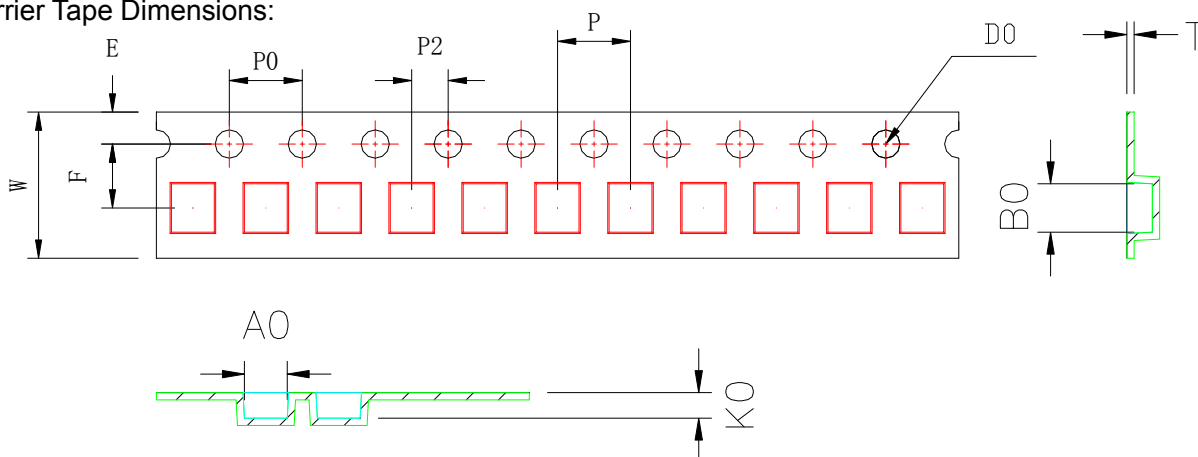 rrier Tape Dimensions:
E
P0
P2
P
D0
T
W
F
B0
A0
K0